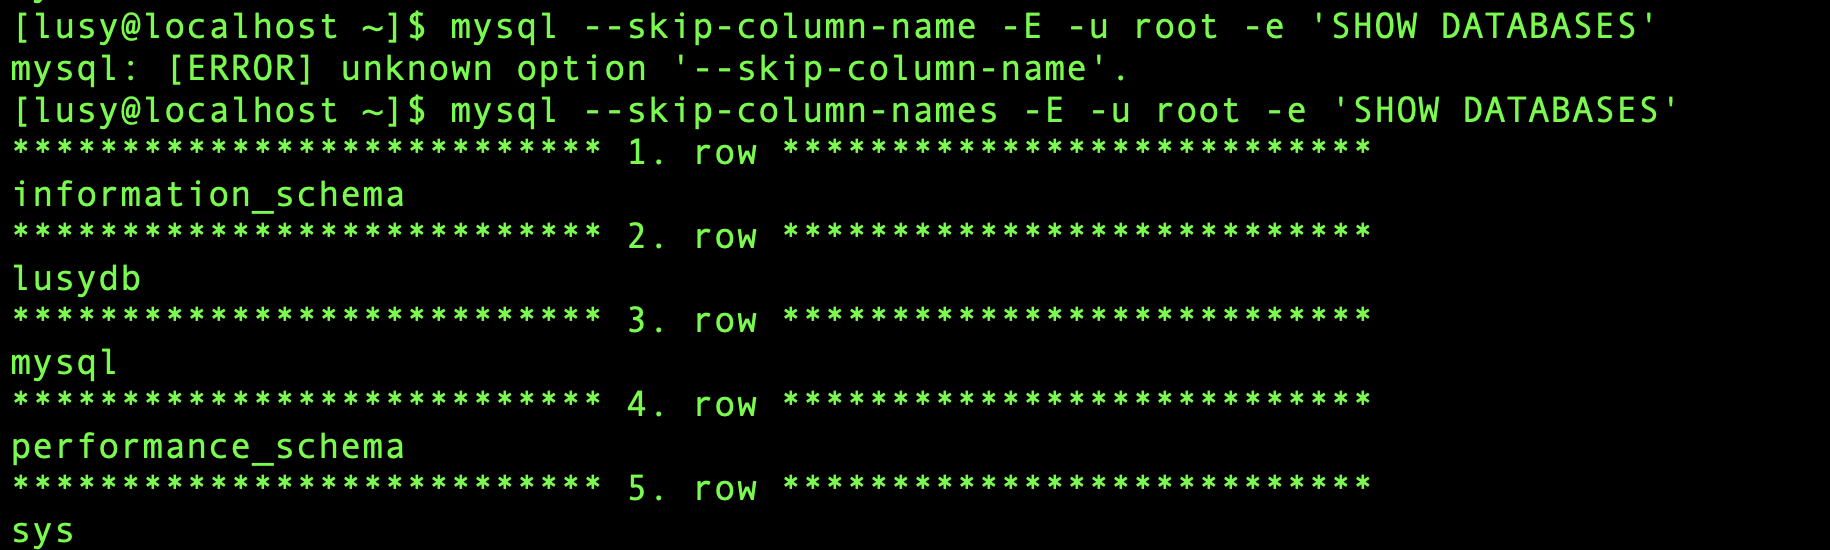 [lusy@localhost ~]$ mysql --skip-column-name -E -u root -e 'SHOW DATABASES'
mysql: [ERROR] unknown option '--skip-column-name'.
[lusy@localhost ~]$ mysql --skip-column-names -E -u root -e 'SHOW DATABASES'
*************************** 1. row ***************************
information_schema
*************************** 2. row ***************************
lusydb
*************************** 3. row ***************************
mysql
*************************** 4. row ***************************
performance_schema
*************************** 5. row ***************************
sys